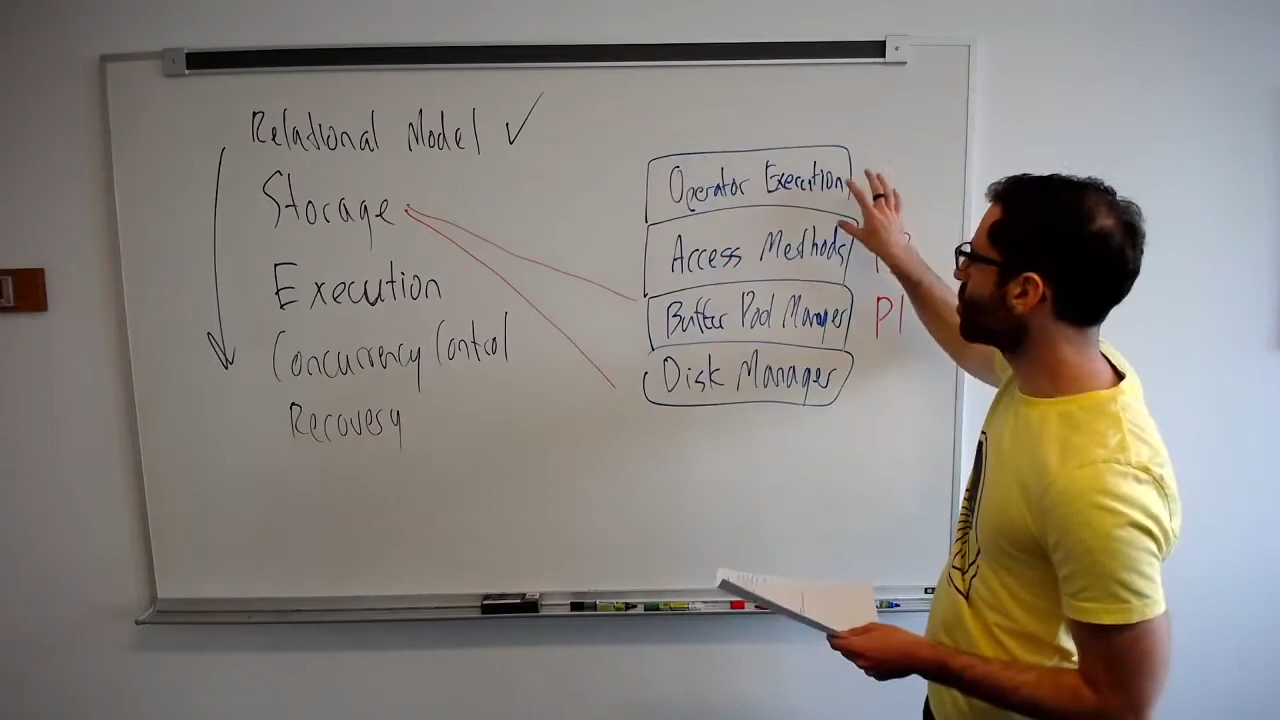 Relational Model ✓
Storage
Execution
Concurrency Control
Recovery
Operator Execution
Access Methods
Buffer Pool Manager P1
Disk Manager